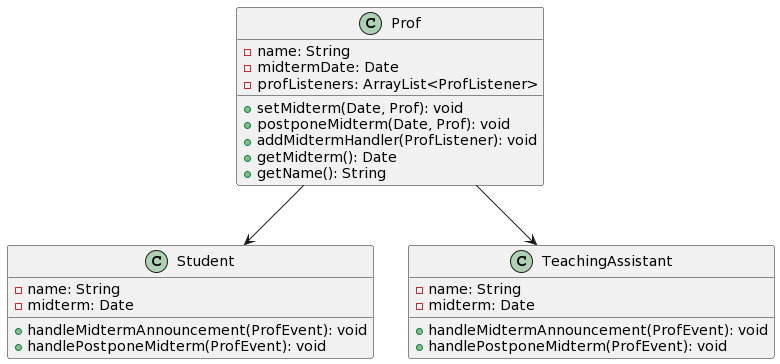 C Prof
name: String
midtermDate: Date
profListeners: ArrayList<ProfListener>
setMidterm(Date, Prof): void
postponeMidterm(Date, Prof): void
addMidtermHandler(ProfListener): void
getMidterm(): Date
getName(): String
C Student
name: String
midterm: Date
handleMidtermAnnouncement(ProfEvent): void
handlePostponeMidterm(ProfEvent): void
C TeachingAssistant
name: String
midterm: Date
handleMidtermAnnouncement(ProfEvent): void
handlePostponeMidterm(ProfEvent): void